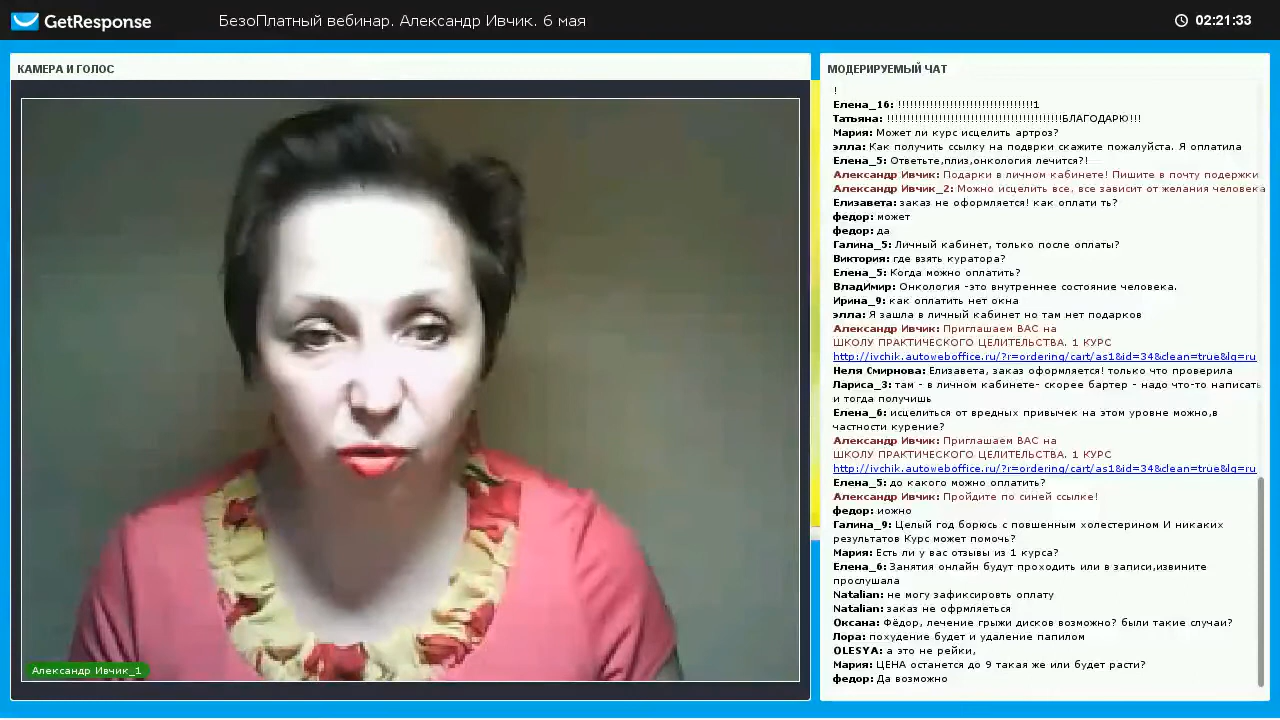 GetResponse
БезоПлатный вебинар. Александр Ивчик. 6 мая
02:21:33
КАМЕРА И ГОЛОС
Александр Ивчик_1
МОДЕРИРУЕМЫЙ ЧАТ
!
Елена_16: !!!!!!!!!!!!!!!!!!!!!!!!!!!!!!!!!!1
Татьяна: !!!!!!!!!!!!!!!!!!!!!!!!!!!!!!!!!!!!!!!!!!!!БЛАГОДАРЮ!!!
Мария: Может ли курс исцелить артроз?
элла: Как получить ссылку на подврки скажите пожалуйста. Я оплатила
Елена_5: Ответьте,плиз,онкология лечится?!
Александр Ивчик: Подарки в личном кабинете! Пишите в почту подержки
Александр Ивчик_2: Можно исцелить все, все зависит от желания человека
Елизавета: заказ не оформляется! как оплати ть?
федор: может
федор: да
Галина_5: Личный кабинет, только после оплаты?
Виктория: где взять куратора?
Елена_5: Когда можно оплатить?
ВладИмир: Онкология -это внутреннее состояние человека.
Ирина_9: как оплатить нет окна
элла: Я зашла в личный кабинет но там нет подарков
Александр Ивчик: Приглашаем ВАС на
ШКОЛУ ПРАКТИЧЕСКОГО ЦЕЛИТЕЛЬСТВА. 1 КУРС
http://ivchik.autoweboffice.ru/?r=ordering/cart/as1&id=34&clean=true&lg=ru
Неля Смирнова: Елизавета, заказ оформляется! только что проверила
Лариса_3: там - в личном кабинете- скорее бартер - надо что-то написать
и тогда получишь
Елена_6: исцелиться от вредных привычек на этом уровне можно,в
частности курение?
Александр Ивчик: Приглашаем ВАС на
ШКОЛУ ПРАКТИЧЕСКОГО ЦЕЛИТЕЛЬСТВА. 1 КУРС
http://ivchik.autoweboffice.ru/?r=ordering/cart/as1&id=34&clean=true&lg=ru
Елена_5: до какого можно оплатить?
Александр Ивчик: Пройдите по синей ссылке!
федор: иожно
Галина_9: Целый год борюсь с повшенным холестерином И никаких
результатов Курс может помочь?
Мария: Есть ли у вас отзывы из 1 курса?
Елена_6: Занятия онлайн будут проходить или в записи,извините
прослушала
Natalian: не могу зафиксировть оплату
Natalian: заказ не офрмляеться
Оксана: Фёдор, лечение грыжи дисков возможно? были такие случаи?
Лора: похудение будет и удаление папилом
OLESYA: а это не рейки,
Мария: ЦЕНА останется до 9 такая же или будет расти?
федор: Да возможно